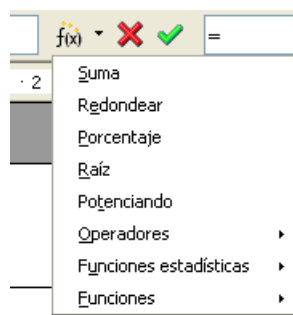 f(x) =
· 2
Suma
Redondear
Porcentaje
Raíz
Potenciando
Operadores
Funciones estadísticas
Funciones